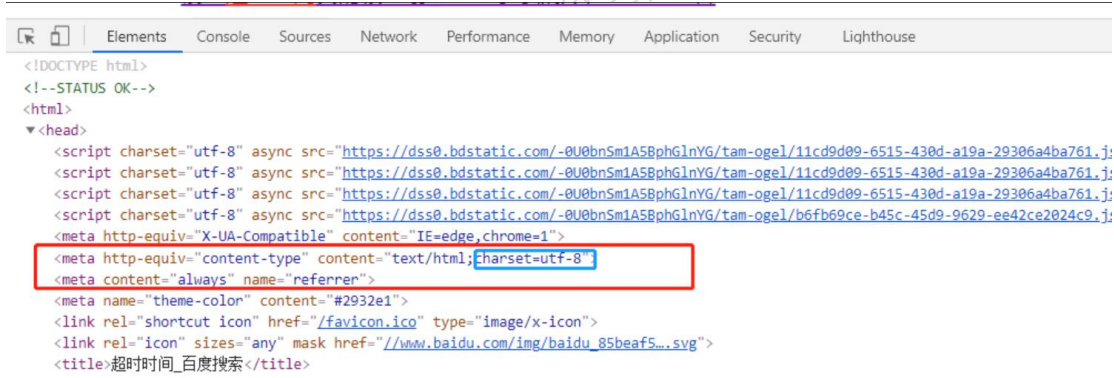 Elements Console Sources Network Performance Memory Application Security Lighthouse
<!DOCTYPE html>
<!--STATUS OK-->
<html>
▼<head>
<script charset="utf-8" async src="https://dss0.bdstatic.com/-0U0bnSm1A5BphGlnYG/tam-ogel/11cd9d09-6515-430d-a19a-29306a4ba761.js
<script charset="utf-8" async src="https://dss0.bdstatic.com/-0U0bnSm1A5BphGlnYG/tam-ogel/11cd9d09-6515-430d-a19a-29306a4ba761.js
<script charset="utf-8" async src="https://dss0.bdstatic.com/-0U0bnSm1A5BphGlnYG/tam-ogel/11cd9d09-6515-430d-a19a-29306a4ba761.js
<script charset="utf-8" async src="https://dss0.bdstatic.com/-0U0bnSm1A5BphGlnYG/tam-ogel/b6fb69ce-b45c-45d9-9629-ee42ce2024c9.js
<meta http-equiv="X-UA-Compatible" content="IE=edge,chrome=1">
<meta http-equiv="content-type" content="text/html;charset=utf-8">
<meta content="always" name="referrer">
<meta name="theme-color" content="#2932e1">
<link rel="shortcut icon" href="/favicon.ico" type="image/x-icon">
<link rel="icon" sizes="any" mask href="//www.baidu.com/img/baidu_85beaf5….svg">
<title>超时时间_百度搜索</title>